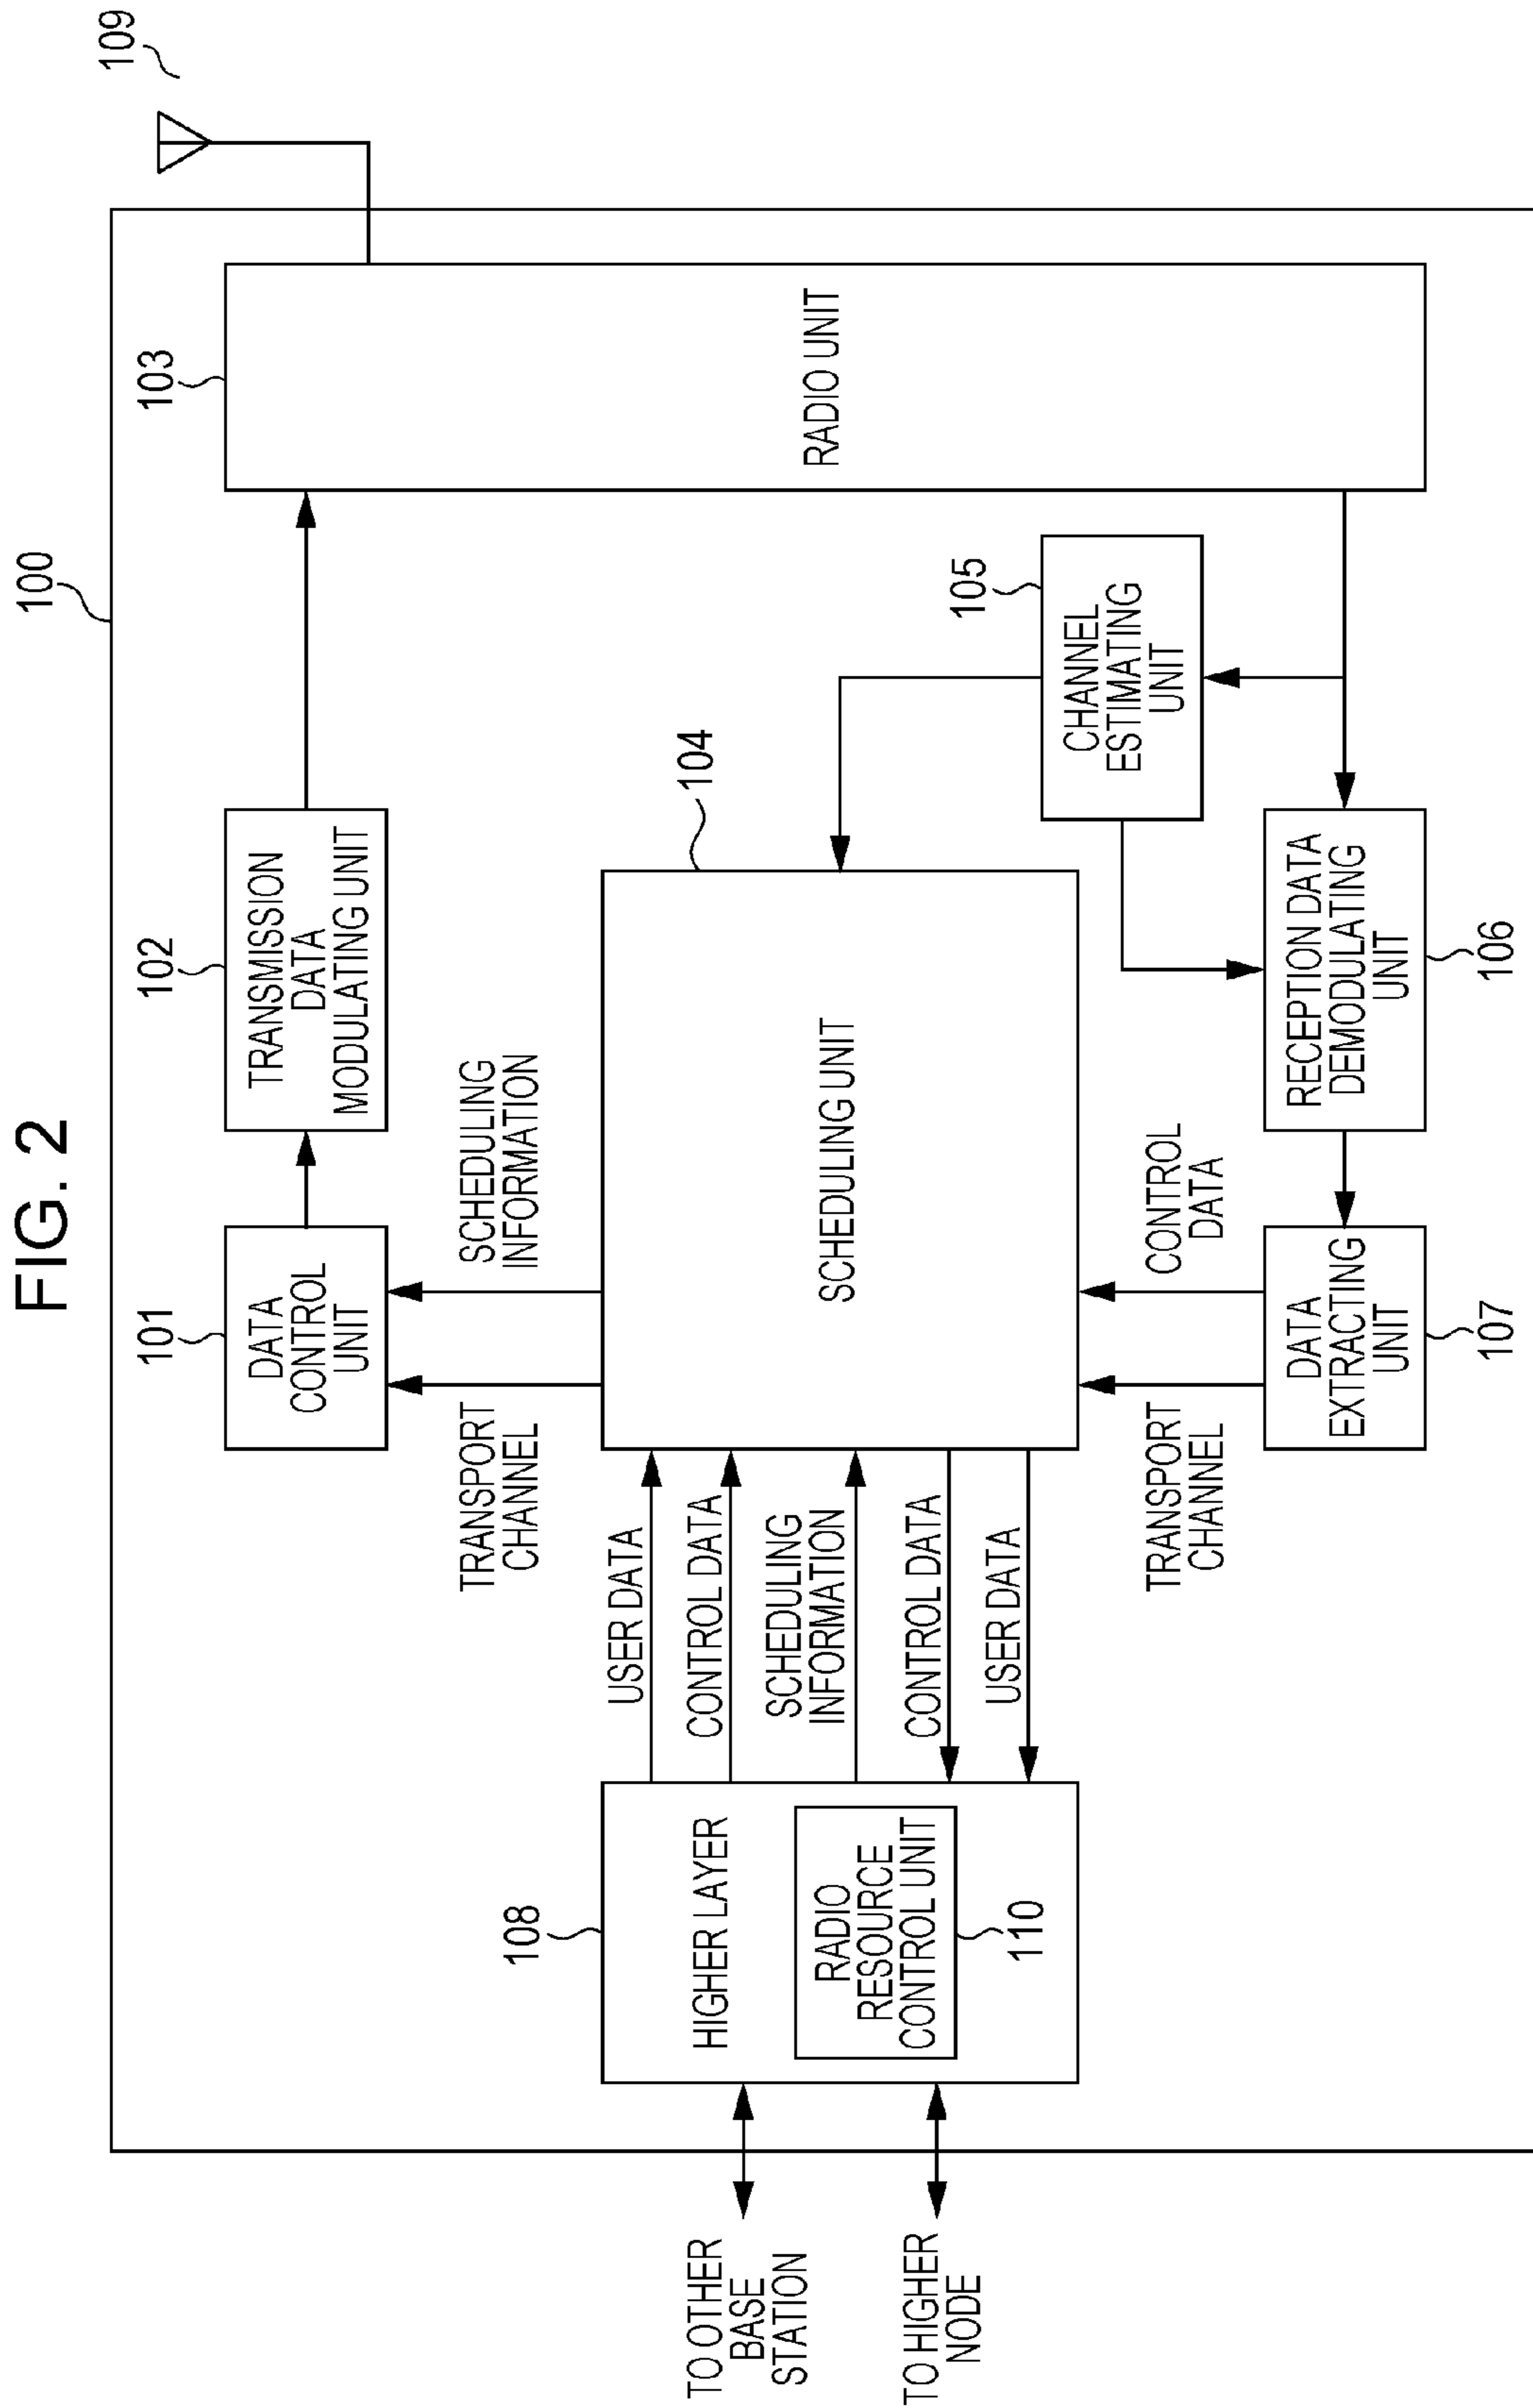 FIG. 2
100
109
101
102
103
DATA
CONTROL
UNIT
TRANSMISSION
DATA
MODULATING UNIT
RADIO UNIT
TRANSPORT
CHANNEL
SCHEDULING
INFORMATION
104
105
108
HIGHER LAYER
RADIO
RESOURCE
CONTROL UNIT
110
USER DATA
CONTROL DATA
SCHEDULING
INFORMATION
CONTROL DATA
USER DATA
SCHEDULING UNIT
CHANNEL
ESTIMATING
UNIT
TO OTHER
BASE
STATION
TO HIGHER
NODE
TRANSPORT
CHANNEL
CONTROL
DATA
DATA
EXTRACTING
UNIT
RECEPTION DATA
DEMODULATING
UNIT
107
106